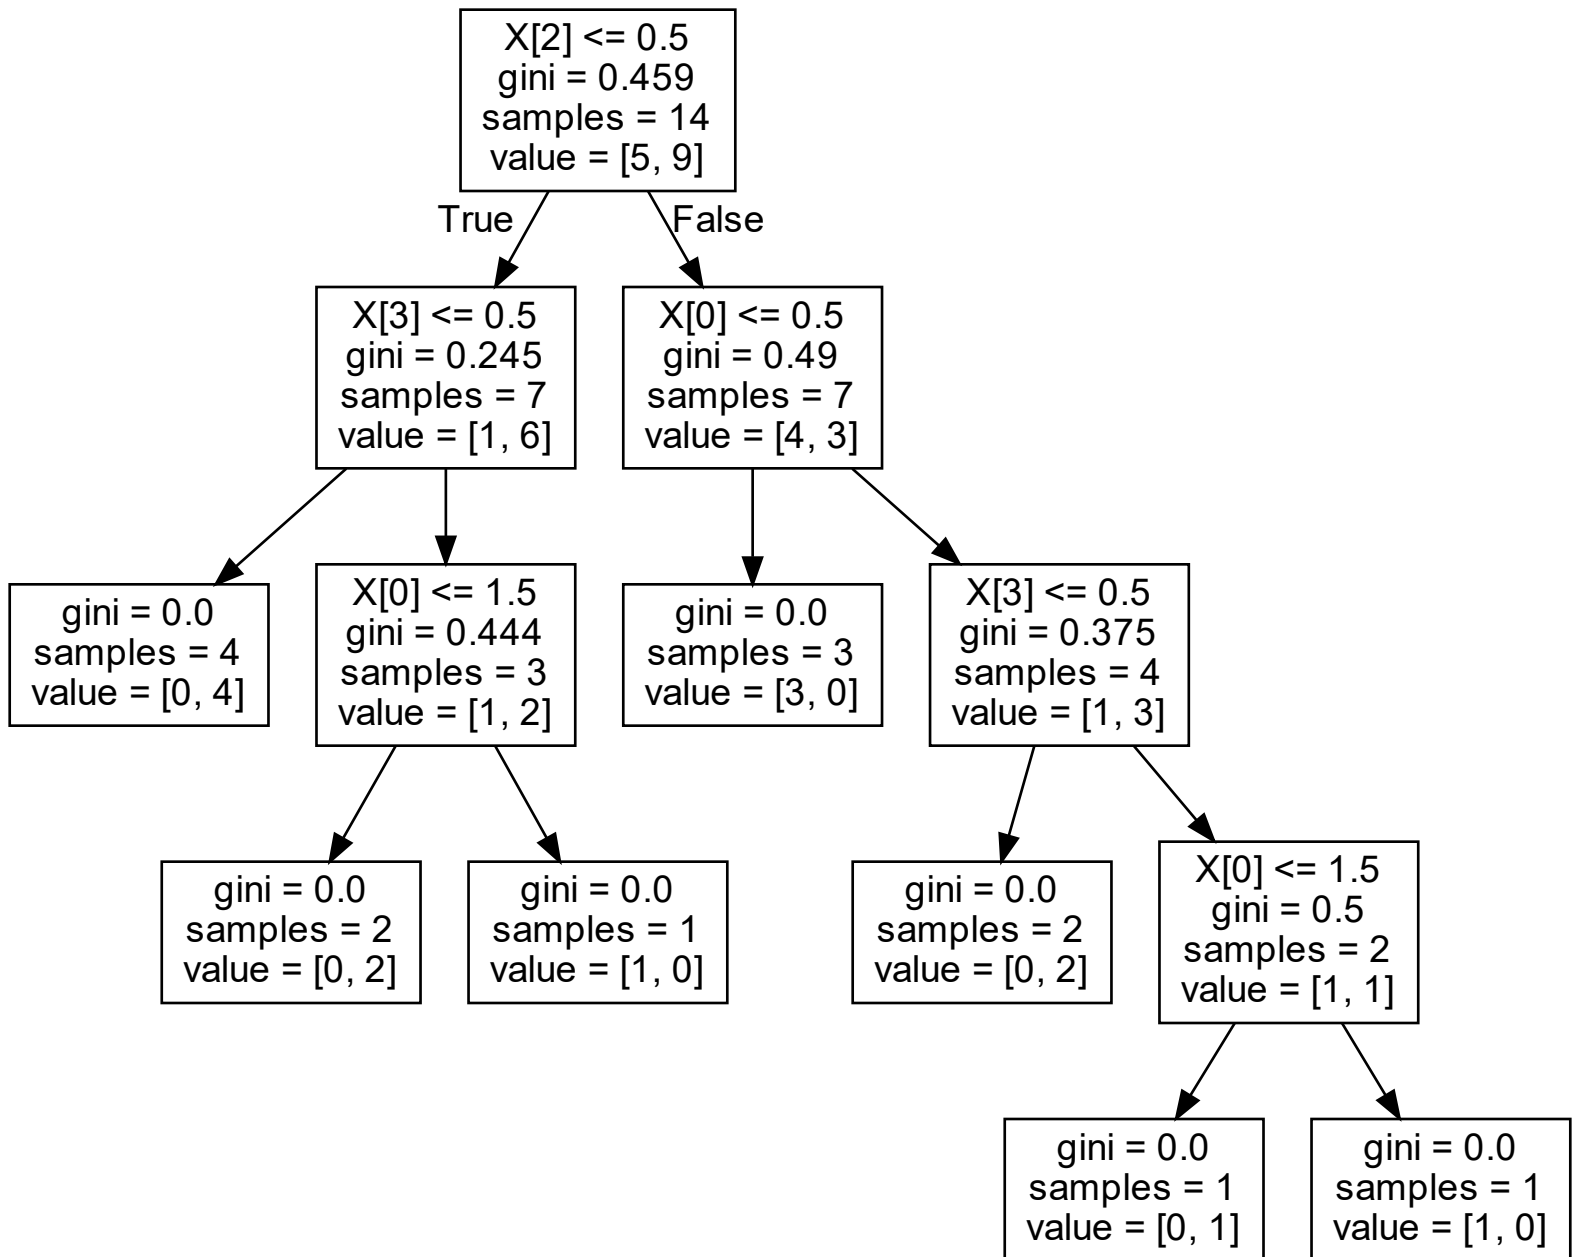 X[2] <= 0.5
gini = 0.459
samples = 14
value = [5, 9]
True
False
X[3] <= 0.5
gini = 0.245
samples = 7
value = [1, 6]
X[0] <= 0.5
gini = 0.49
samples = 7
value = [4, 3]
gini = 0.0
samples = 4
value = [0, 4]
X[0] <= 1.5
gini = 0.444
samples = 3
value = [1, 2]
gini = 0.0
samples = 3
value = [3, 0]
X[3] <= 0.5
gini = 0.375
samples = 4
value = [1, 3]
gini = 0.0
samples = 2
value = [0, 2]
gini = 0.0
samples = 1
value = [1, 0]
gini = 0.0
samples = 2
value = [0, 2]
X[0] <= 1.5
gini = 0.5
samples = 2
value = [1, 1]
gini = 0.0
samples = 1
value = [0, 1]
gini = 0.0
samples = 1
value = [1, 0]